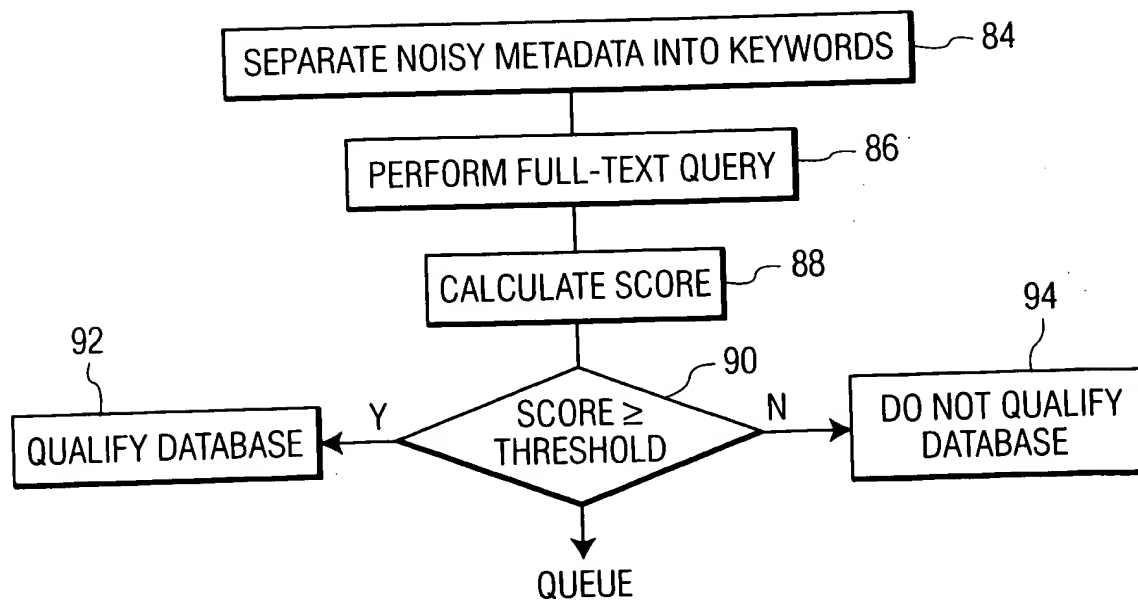 SEPARATE NOISY METADATA INTO KEYWORDS
84
PERFORM FULL-TEXT QUERY
86
CALCULATE SCORE
88
92
90
94
QUALIFY DATABASE
Y
SCORE ≥
THRESHOLD
N
DO NOT QUALIFY
DATABASE
QUEUE